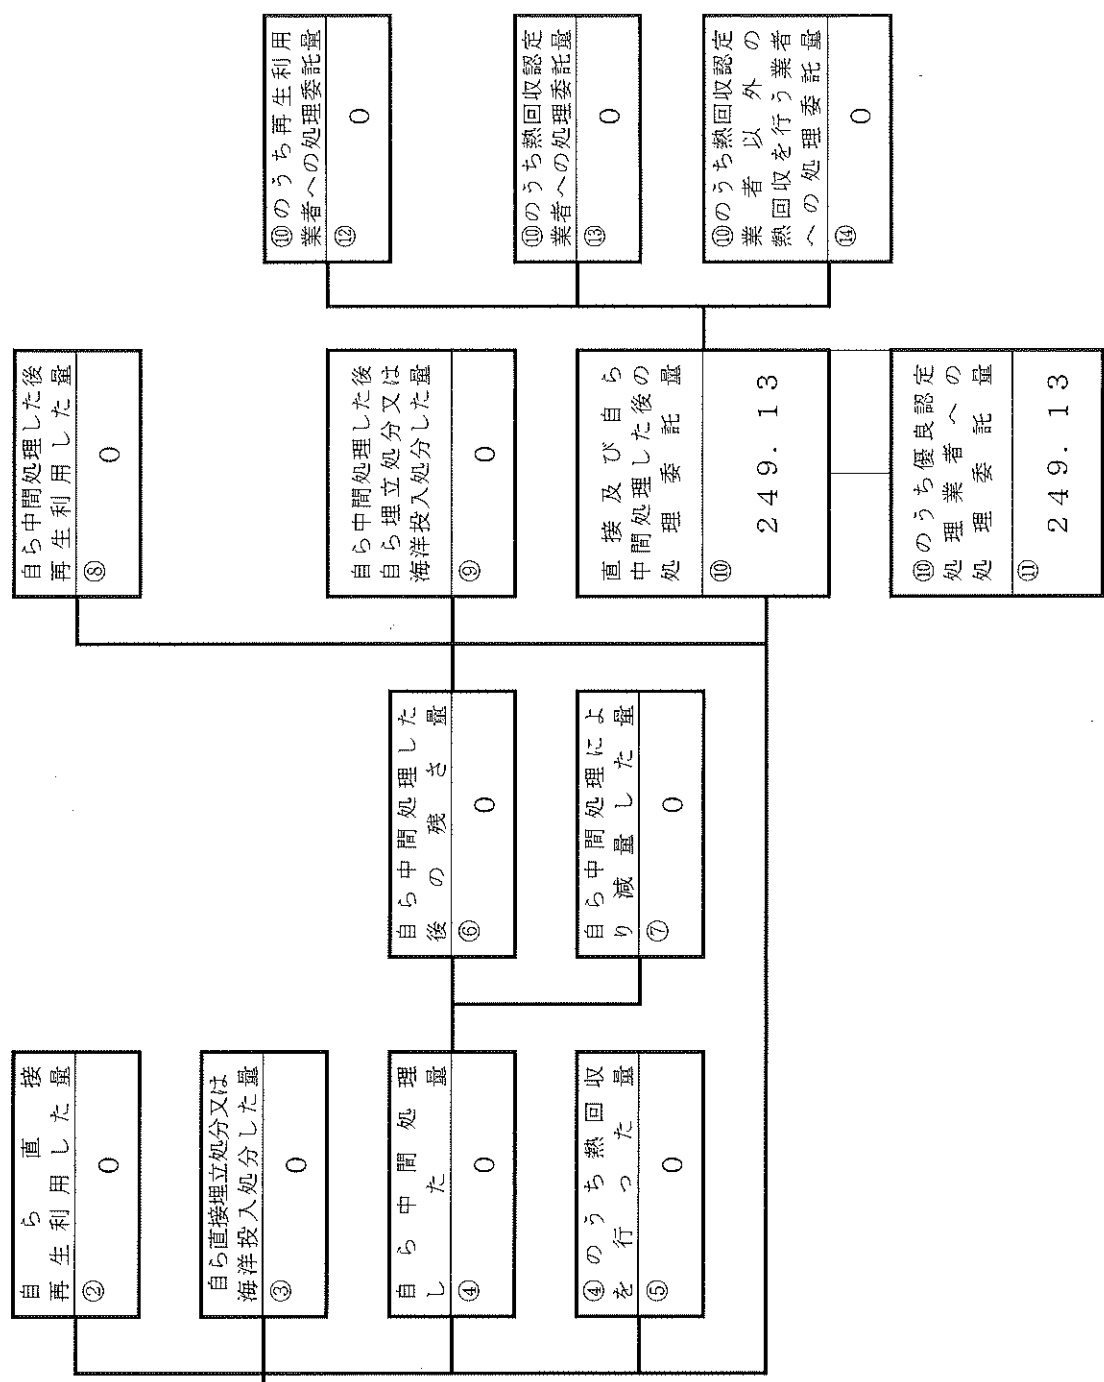 自ら直接
再生利用した量
② 0
自ら直接埋立処分又は
海洋投入処分した量
③ 0
自ら中間処理
した量
④ 0
④のうち熱回収
を行った量
⑤ 0
自ら中間処理した
後の残さ量
⑥ 0
自ら中間処理によ
り減量した量
⑦ 0
自ら中間処理した後
再生利用した量
⑧ 0
自ら中間処理した後
自ら埋立処分又は
海洋投入処分した量
⑨ 0
直接及び自ら
中間処理した後の
処理委託量
⑩ 249.13
⑩のうち優良認定
処理業者への
処理委託量
⑪ 249.13
⑩のうち再生利用
業者への処理委託量
⑫ 0
⑩のうち熱回収認定
業者への処理委託量
⑬ 0
⑩のうち熱回収認定
業者以外の
熱回収を行う業者
への処理委託量
⑭ 0